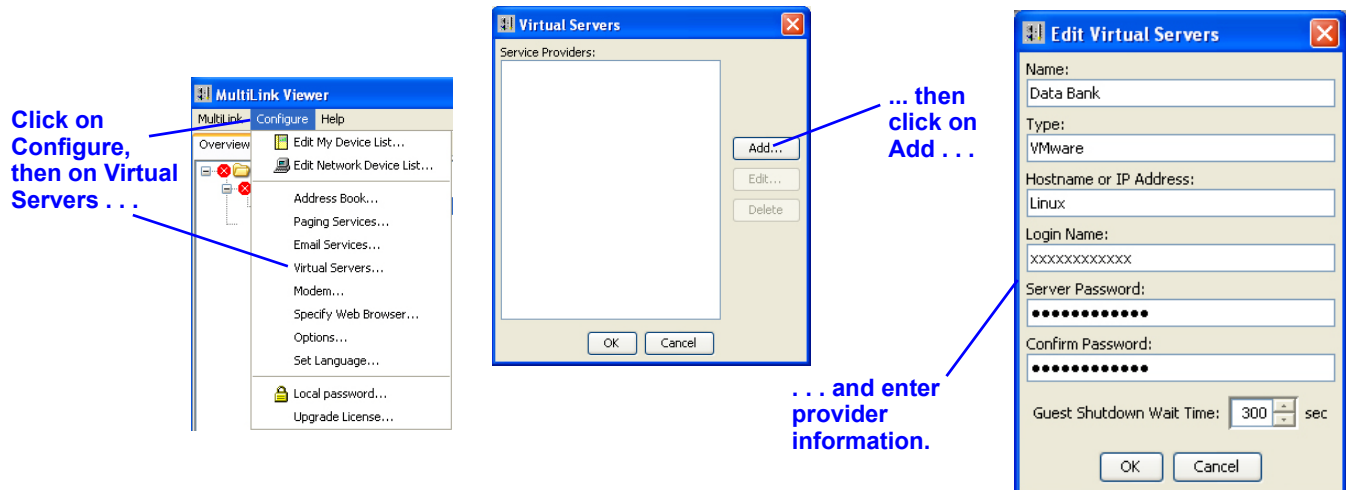 Click on
Configure,
then on Virtual
Servers . . .
MultiLink Viewer
MultiLink Configure Help
Overview
Edit My Device List...
Edit Network Device List...
Address Book...
Paging Services...
Email Services...
Virtual Servers...
Modem...
Specify Web Browser...
Options...
Set Language...
Local password...
Upgrade License...
Virtual Servers
Service Providers:
Add...
Edit...
Delete
OK Cancel
... then
click on
Add . . .
. . . and enter
provider
information.
Edit Virtual Servers
Name:
Data Bank
Type:
VMware
Hostname or IP Address:
Linux
Login Name:
xxxxxxxxxxxx
Server Password:
●●●●●●●●●●●●
Confirm Password:
●●●●●●●●●●●●
Guest Shutdown Wait Time: 300 sec
OK Cancel